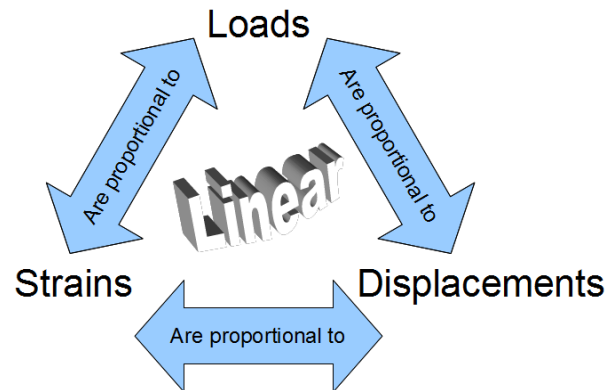 Loads
Are proportional to
Are proportional to
Linear
Strains
Displacements
Are proportional to